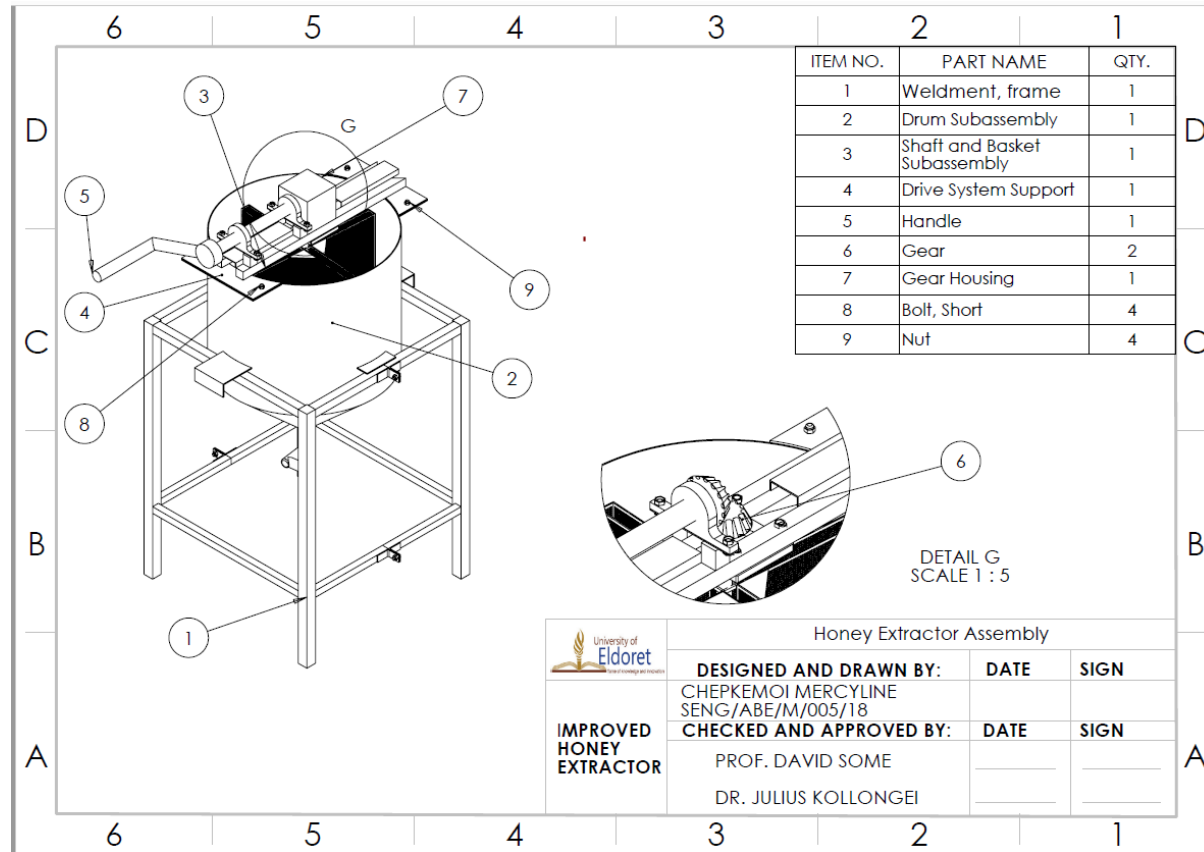 6 5 4 3 2 1
D D
C C
B B
A A
ITEM NO. PART NAME QTY.
1 Weldment, frame 1
2 Drum Subassembly 1
3 Shaft and Basket
Subassembly 1
4 Drive System Support 1
5 Handle 1
6 Gear 2
7 Gear Housing 1
8 Bolt, Short 4
9 Nut 4
3
G
7
5
4
9
2
8
1
6
DETAIL G
SCALE 1 : 5
University of
Eldoret
Honey Extractor Assembly
DESIGNED AND DRAWN BY: DATE SIGN
CHEPKEMOI MERCYLINE
SENG/ABE/M/005/18
IMPROVED
HONEY
EXTRACTOR
CHECKED AND APPROVED BY: DATE SIGN
PROF. DAVID SOME
DR. JULIUS KOLLONGEI
6 5 4 3 2 1